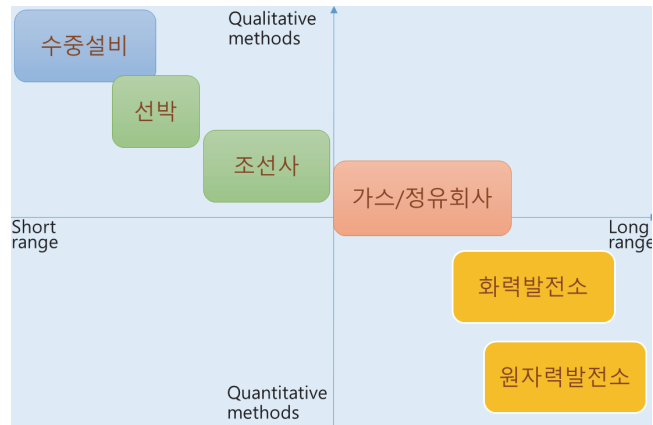 Qualitative
methods
수중설비
선박
조선사
가스/정유회사
Short
range
Long
range
화력발전소
원자력발전소
Quantitative
methods